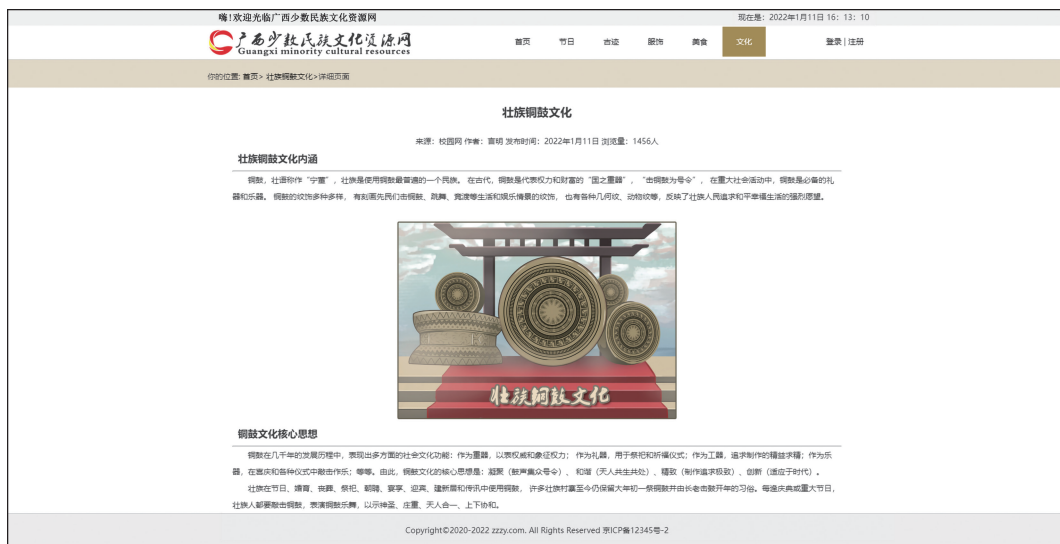 嗨!欢迎光临广西少数民族文化资源网
现在是：2022年1月11日 16：13：10
广西少数民族文化资源网
Guangxi minority cultural resources
首页 节日 古迹 服饰 美食 文化 登录 | 注册
你的位置: 首页> 壮族铜鼓文化>详细页面
壮族铜鼓文化
来源：校园网 作者：言明 发布时间：2022年1月11日 浏览量：1456人
壮族铜鼓文化内涵
铜鼓，壮语称作“宁董”，壮族是使用铜鼓最普遍的一个民族。 在古代，铜鼓是代表权力和财富的“国之重器”，“击铜鼓为号令”， 在重大社会活动中，铜鼓是必备的礼
器和乐器。 铜鼓的纹饰多种多样， 有刻画先民们击铜鼓、跳舞、竞渡等生活和娱乐情景的纹饰， 也有各种几何纹、动物纹等，反映了壮族人民追求和平幸福生活的强烈愿望。
壮族铜鼓文化
铜鼓文化核心思想
铜鼓在几千年的发展历程中，表现出多方面的社会文化功能：作为重器，以表权威和象征权力； 作为礼器，用于祭祀和祈福仪式；作为工器，追求制作的精益求精；作为乐
器，在喜庆和各种仪式中敲击作乐；等等。由此，铜鼓文化的核心思想是：凝聚（鼓声集众号令）、 和谐（天人共生共处）、精致（制作追求极致）、创新（适应于时代）。
壮族在节日、婚育、丧葬、祭祀、朝聘、宴享、迎宾、建新居和传讯中使用铜鼓， 许多壮族村寨至今仍保留大年初一祭铜鼓并由长老击鼓开年的习俗。每逢庆典或重大节日，
壮族人都要敲击铜鼓，表演铜鼓乐舞，以示神圣、庄重、天人合一、上下协和。
Copyright©2020-2022 zzzy.com. All Rights Reserved 京ICP备12345号-2